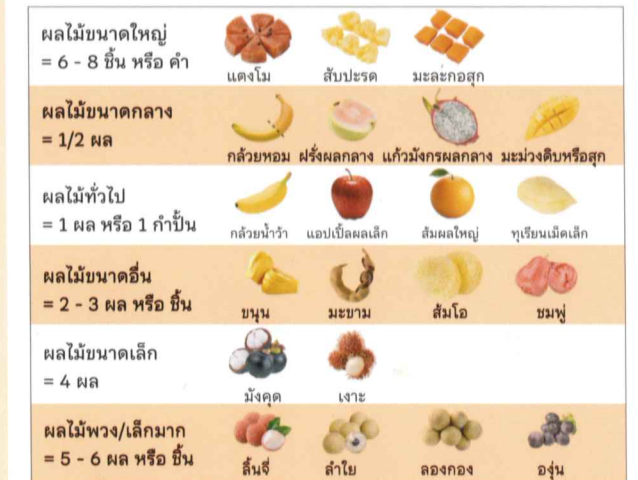 ผลไม้ขนาดใหญ่
= 6 - 8 ชิ้น หรือ คำ
แตงโม สับปะรด มะละกอสุก
ผลไม้ขนาดกลาง
= 1/2 ผล
กล้วยหอม ฝรั่งผลกลาง แก้วมังกรผลกลาง มะม่วงดิบหรือสุก
ผลไม้ทั่วไป
= 1 ผล หรือ 1 กำปั้น
กล้วยน้ำว้า แอปเปิ้ลผลเล็ก ส้มผลใหญ่ ทุเรียนเม็ดเล็ก
ผลไม้ขนาดอื่น
= 2 - 3 ผล หรือ ชิ้น
ขนุน มะขาม ส้มโอ ชมพู่
ผลไม้ขนาดเล็ก
= 4 ผล
มังคุด เงาะ
ผลไม้พวง/เล็กมาก
= 5 - 6 ผล หรือ ชิ้น
ลิ้นจี่ ลำใย ลองกอง องุ่น